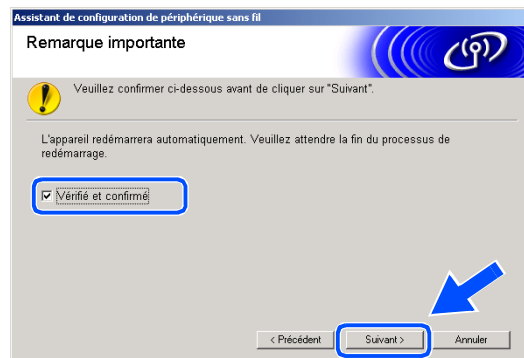 Assistant de configuration de périphérique sans fil
Remarque importante
Veuillez confirmer ci-dessous avant de cliquer sur "Suivant".
L'appareil redémarrera automatiquement. Veuillez attendre la fin du processus de
redémarrage.
Vérifié et confirmé
< Précédent
Suivant >
Annuler